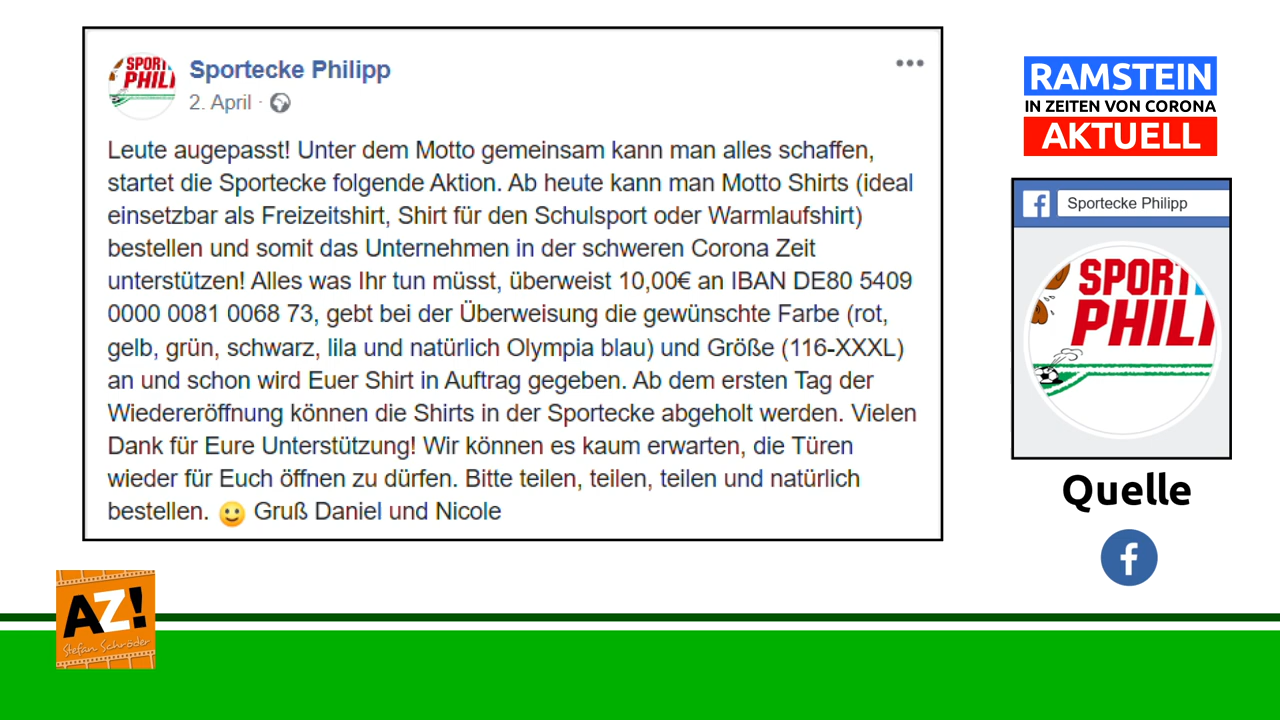 Sportecke Philipp
2. April ·
Leute augepasst! Unter dem Motto gemeinsam kann man alles schaffen,
startet die Sportecke folgende Aktion. Ab heute kann man Motto Shirts (ideal
einsetzbar als Freizeitshirt, Shirt für den Schulsport oder Warmlaufshirt)
bestellen und somit das Unternehmen in der schweren Corona Zeit
unterstützen! Alles was Ihr tun müsst, überweist 10,00€ an IBAN DE80 5409
0000 0081 0068 73, gebt bei der Überweisung die gewünschte Farbe (rot,
gelb, grün, schwarz, lila und natürlich Olympia blau) und Größe (116-XXXL)
an und schon wird Euer Shirt in Auftrag gegeben. Ab dem ersten Tag der
Wiedereröffnung können die Shirts in der Sportecke abgeholt werden. Vielen
Dank für Eure Unterstützung! Wir können es kaum erwarten, die Türen
wieder für Euch öffnen zu dürfen. Bitte teilen, teilen, teilen und natürlich
bestellen. 🙂 Gruß Daniel und Nicole
SPORT
PHILI
RAMSTEIN
IN ZEITEN VON CORONA
AKTUELL
Sportecke Philipp
SPORT
PHILI
Quelle
AZ!
Stefan Schröder